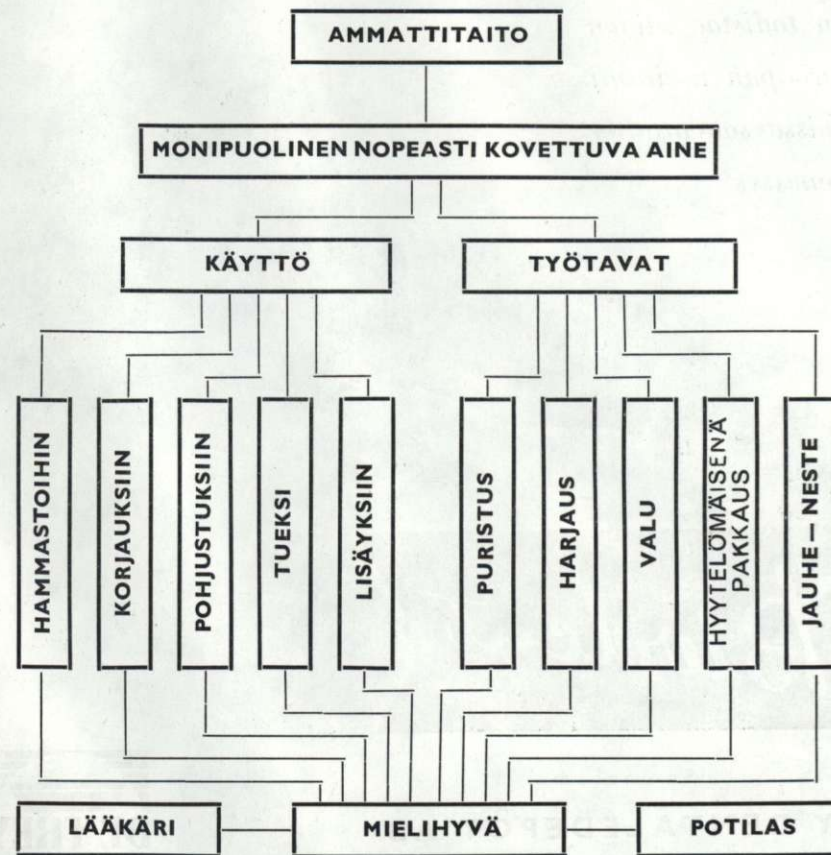 AMMATTITAITO
MONIPUOLINEN NOPEASTI KOVETTUVA AINE
KÄYTTÖ
TYÖTAVAT
HAMMASTOIHIN
KORJAUKSIIN
POHJUSTUKSIIN
TUEKSI
LISÄYKSIIN
PURISTUS
HARJAUS
VALU
HYYTELÖMÄISENÄ
PAKKAUS
JAUHE—NESTE
LÄÄKÄRI
MIELIHYVÄ
POTILAS